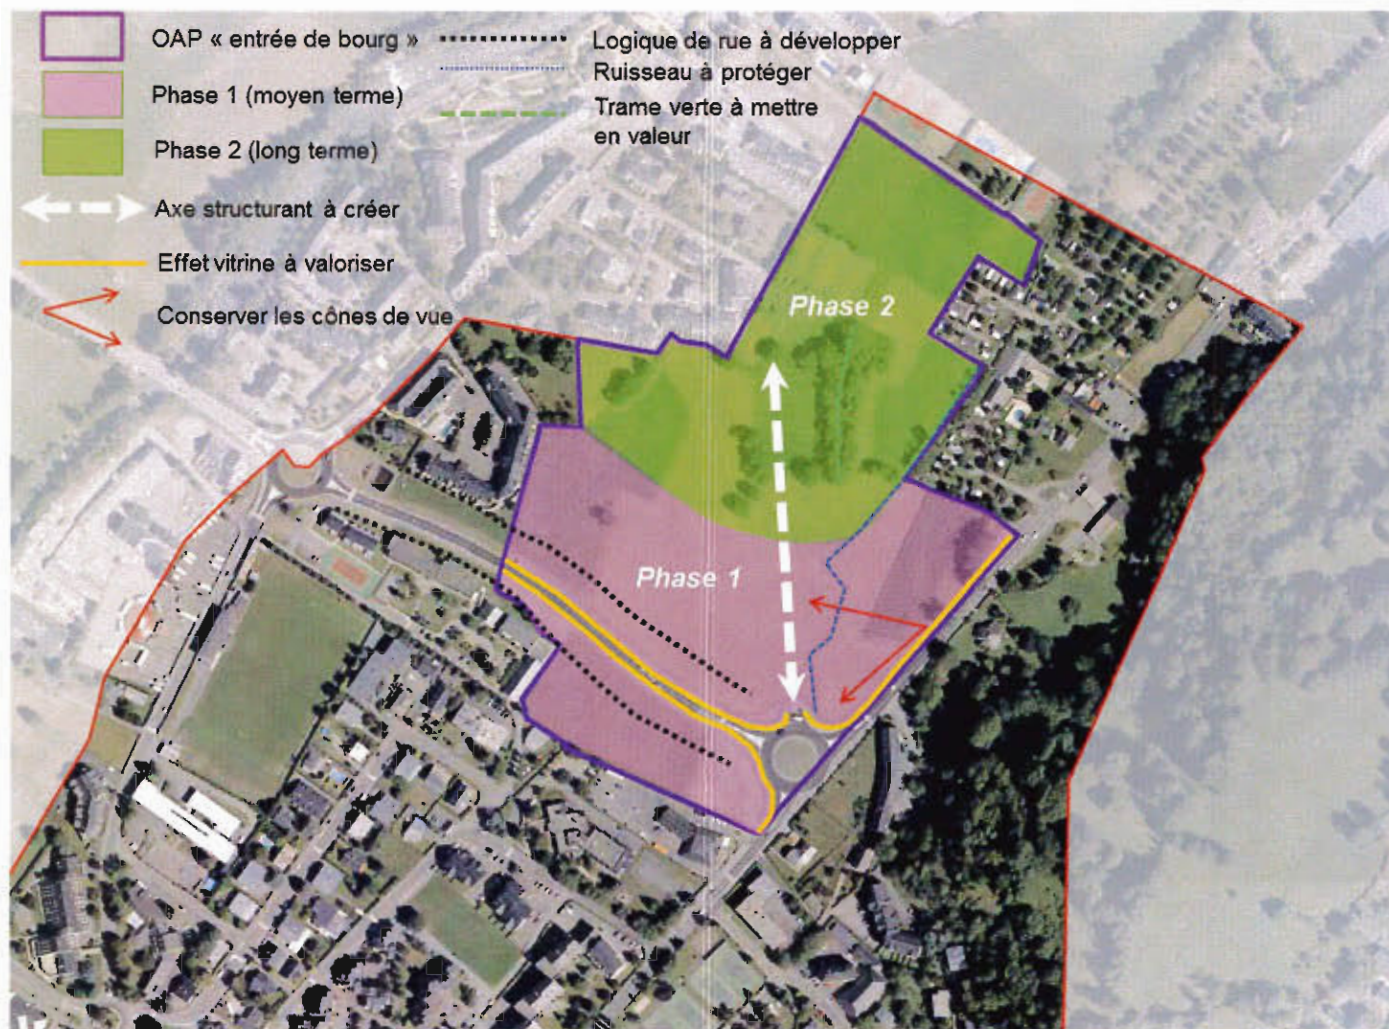 OAP « entrée de bourg »
Phase 1 (moyen terme)
Phase 2 (long terme)
Axe structurant à créer
Effet vitrine à valoriser
Conserver les cônes de vue
Logique de rue à développer
Ruisseau à protéger
Trame verte à mettre
en valeur
Phase 2
Phase 1